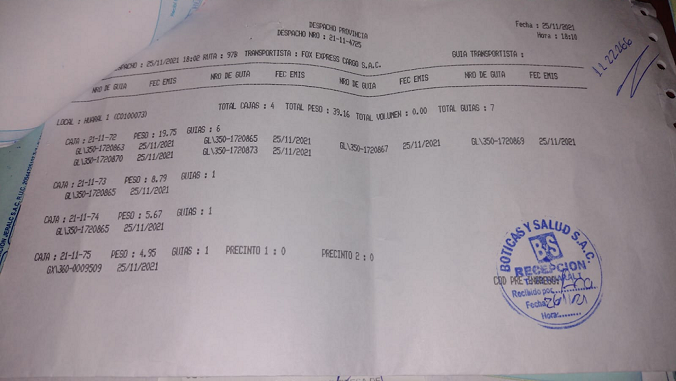 DESPACHO PROVINCIA
DESPACHO NRO : 21-11-4725
Fecha : 25/11/2021
Hora : 18:10
DESPACHO : 25/11/2021 18:02 RUTA : 979 TRANSPORTISTA : FOX EXPRESS CARGO S.A.C. GUIA TRANSPORTISTA :
NRO DE GUIA FEC EMIS NRO DE GUIA FEC EMIS NRO DE GUIA FEC EMIS NRO DE GUIA FEC EMIS
LOCAL : HUARAL 1 (CD100073) TOTAL CAJAS : 4 TOTAL PESO : 39.16 TOTAL VOLUMEN : 0.00 TOTAL GUIAS : 7
CAJA : 21-11-72 PESO : 19.75 GUIAS : 6
GL\350-1720863 25/11/2021 GL\350-1720865 25/11/2021 GL\350-1720867 25/11/2021 GL\350-1720869 25/11/2021
GL\350-1720870 25/11/2021 GL\350-1720873 25/11/2021
CAJA : 21-11-73 PESO : 8.79 GUIAS : 1
GL\350-1720865 25/11/2021
CAJA : 21-11-74 PESO : 5.67 GUIAS : 1
GL\350-1720865 25/11/2021
CAJA : 21-11-75 PESO : 4.95 GUIAS : 1 PRECINTO 1 : 0 PRECINTO 2 : 0
GX\360-0009509 25/11/2021
BOTICAS Y SALUD S.A.C.
B&S
RECEPCION
Recibido por
Fecha
Hora: